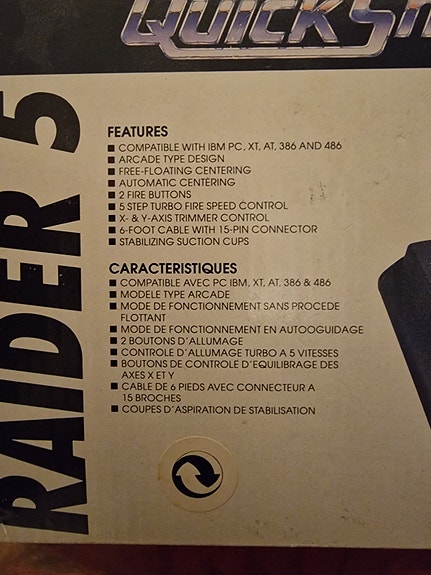 QUICKSH
RAIDER 5
FEATURES
■ COMPATIBLE WITH IBM PC, XT, AT, 386 AND 486
■ ARCADE TYPE DESIGN
■ FREE-FLOATING CENTERING
■ AUTOMATIC CENTERING
■ 2 FIRE BUTTONS
■ 5 STEP TURBO FIRE SPEED CONTROL
■ X- & Y-AXIS TRIMMER CONTROL
■ 6-FOOT CABLE WITH 15-PIN CONNECTOR
■ STABILIZING SUCTION CUPS
CARACTERISTIQUES
■ COMPATIBLE AVEC PC IBM, XT, AT, 386 & 486
■ MODELE TYPE ARCADE
■ MODE DE FONCTIONNEMENT SANS PROCEDE
FLOTTANT
■ MODE DE FONCTIONNEMENT EN AUTOOGUIDAGE
■ 2 BOUTONS D'ALLUMAGE
■ CONTROLE D'ALLUMAGE TURBO A 5 VITESSES
■ BOUTONS DE CONTROLE D'EQUILIBRAGE DES
AXES X ET Y
■ CABLE DE 6 PIEDS AVEC CONNECTEUR A
15 BROCHES
■ COUPES D'ASPIRATION DE STABILISATION